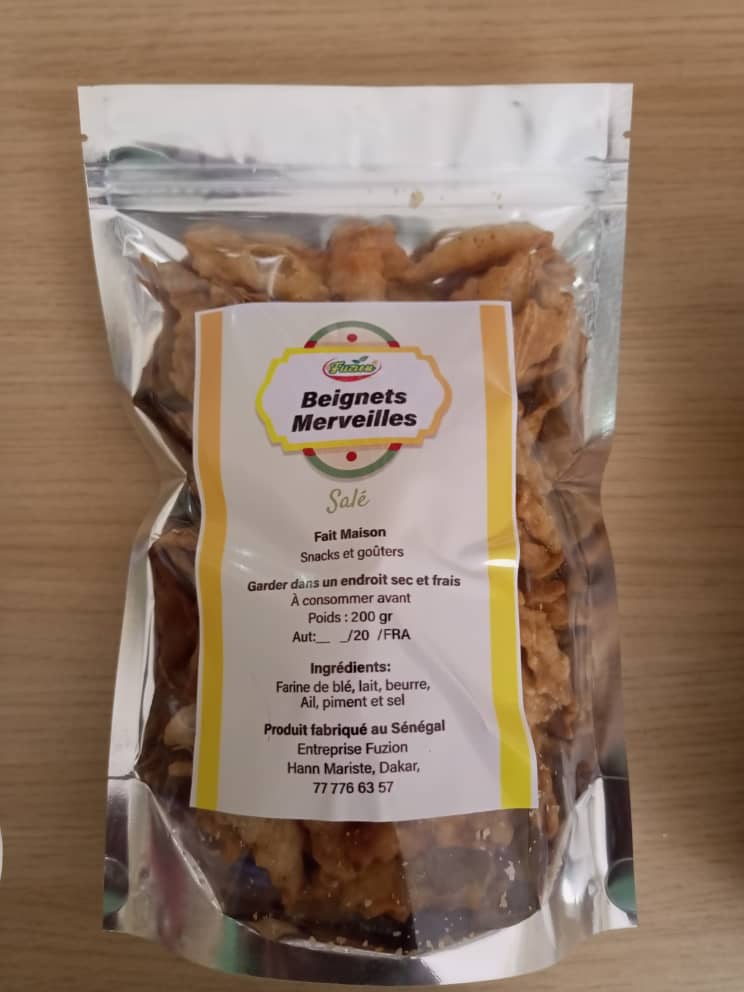 Fuzion
Beignets
Merveilles
Salé
Fait Maison
Snacks et goûters
Garder dans un endroit sec et frais
À consommer avant
Poids : 200 gr
Aut:__ _/20 /FRA
Ingrédients:
Farine de blé, lait, beurre,
Ail, piment et sel
Produit fabriqué au Sénégal
Entreprise Fuzion
Hann Mariste, Dakar,
77 776 63 57